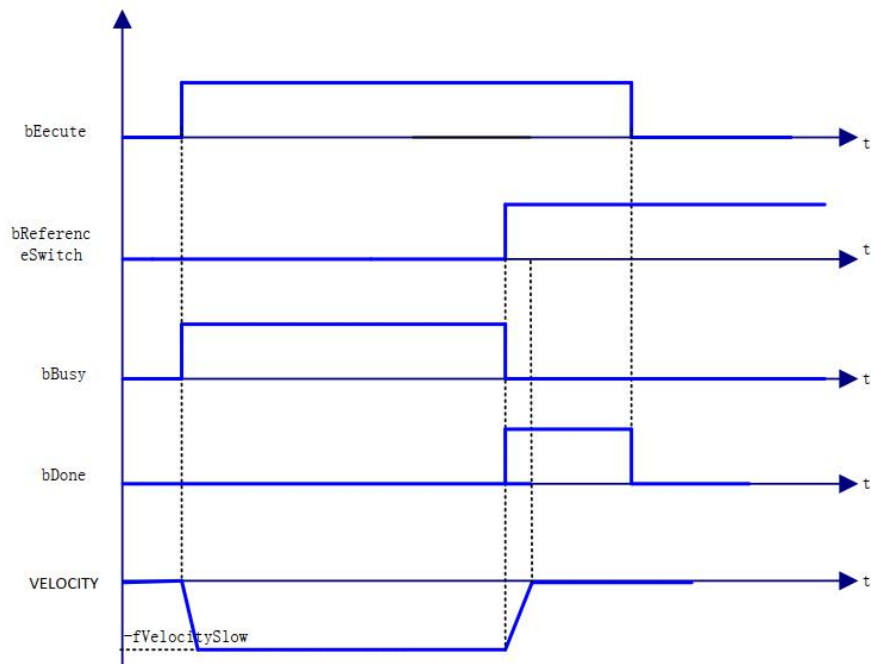 bEecute
t
bReferenc
eSwitch
t
bBusy
t
bDone
t
VELOCITY
t
-fVelocitySlow